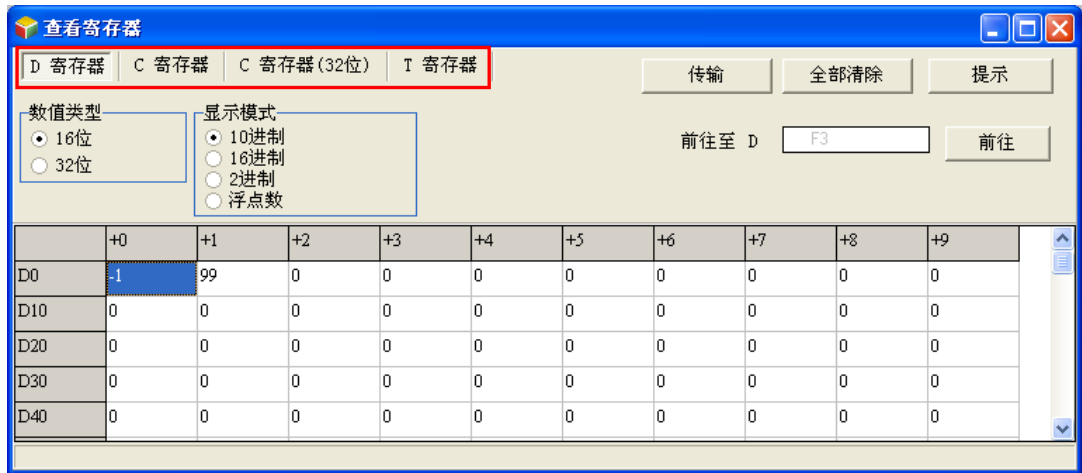 查看寄存器
D 寄存器 C 寄存器 C 寄存器(32位) T 寄存器
传输 全部清除 提示
数值类型 显示模式
16位 10进制
前往至 D F3 前往
16进制
32位
2进制
浮点数
+0 +1 +2 +3 +4 +5 +6 +7 +8 +9
D0 -1 99 0 0 0 0 0 0 0 0
D10 0 0 0 0 0 0 0 0 0 0
D20 0 0 0 0 0 0 0 0 0 0
D30 0 0 0 0 0 0 0 0 0 0
D40 0 0 0 0 0 0 0 0 0 0